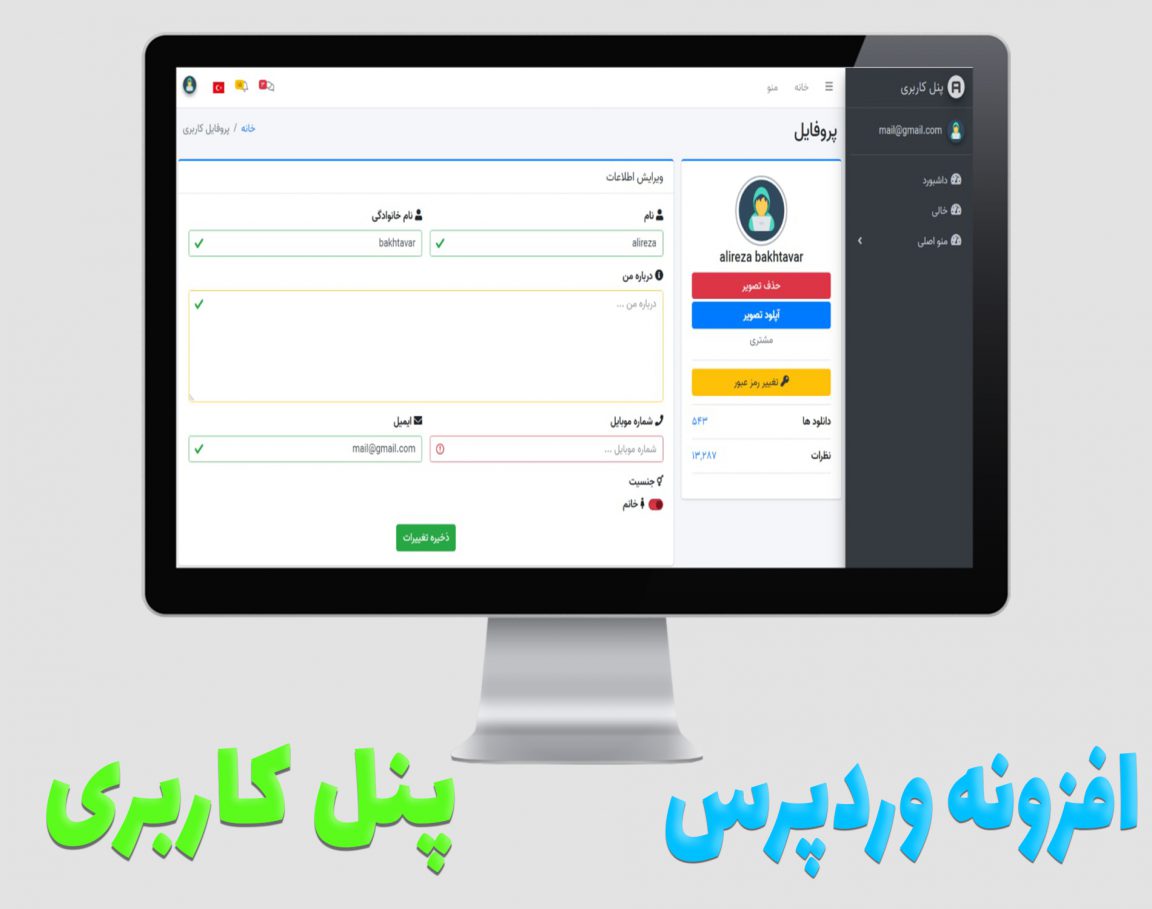 پنل کاربری
mail@gmail.com
داشبورد
خالی
منو اصلی
خانه منو
پروفایل
خانه / پروفایل کاربری
alireza bakhtavar
حذف تصویر
آپلود تصویر
مشتری
تغییر رمز عبور
دانلود ها ۵۴۳
نظرات ۱۳,۲۸۷
ویرایش اطلاعات
نام نام خانوادگی
alireza bakhtavar
درباره من
درباره من ...
شماره موبایل ایمیل
شماره موبایل ... mail@gmail.com
جنسیت
خانم
ذخیره تغییرات
افزونه وردپرس پنل کاربری